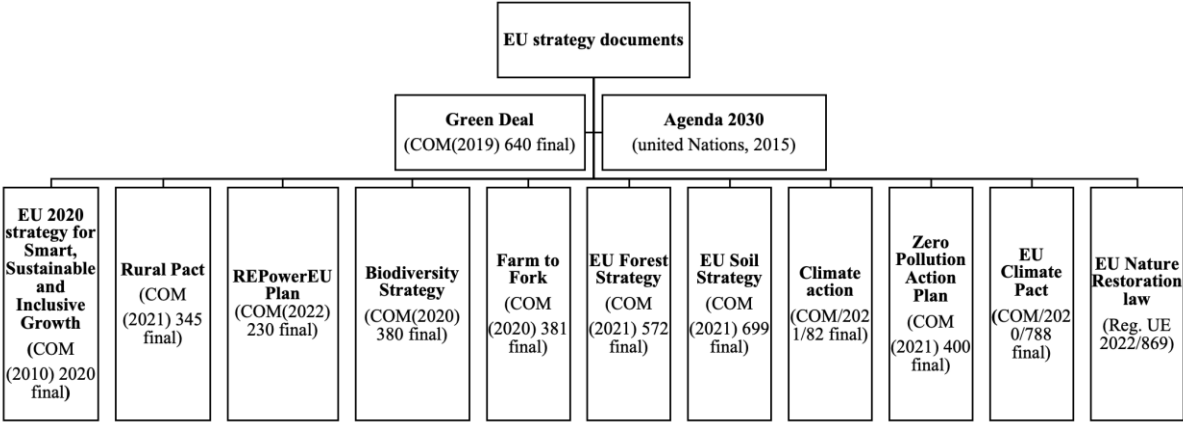 EU strategy documents
Green Deal
(COM(2019) 640 final)
Agenda 2030
(united Nations, 2015)
EU 2020
strategy for
Smart,
Sustainable
and
Inclusive
Growth
(COM
(2010) 2020
final)
Rural Pact
(COM
(2021) 345
final)
REPowerEU
Plan
(COM(2022)
230 final)
Biodiversity
Strategy
(COM(2020)
380 final)
Farm to
Fork
(COM
(2020) 381
final)
EU Forest
Strategy
(COM
(2021) 572
final)
EU Soil
Strategy
(COM
(2021) 699
final)
Climate
action
(COM/202
1/82 final)
Zero
Pollution
Action
Plan
(COM
(2021) 400
final)
EU
Climate
Pact
(COM/202
0/788
final)
EU Nature
Restoration
law
(Reg. UE
2022/869)